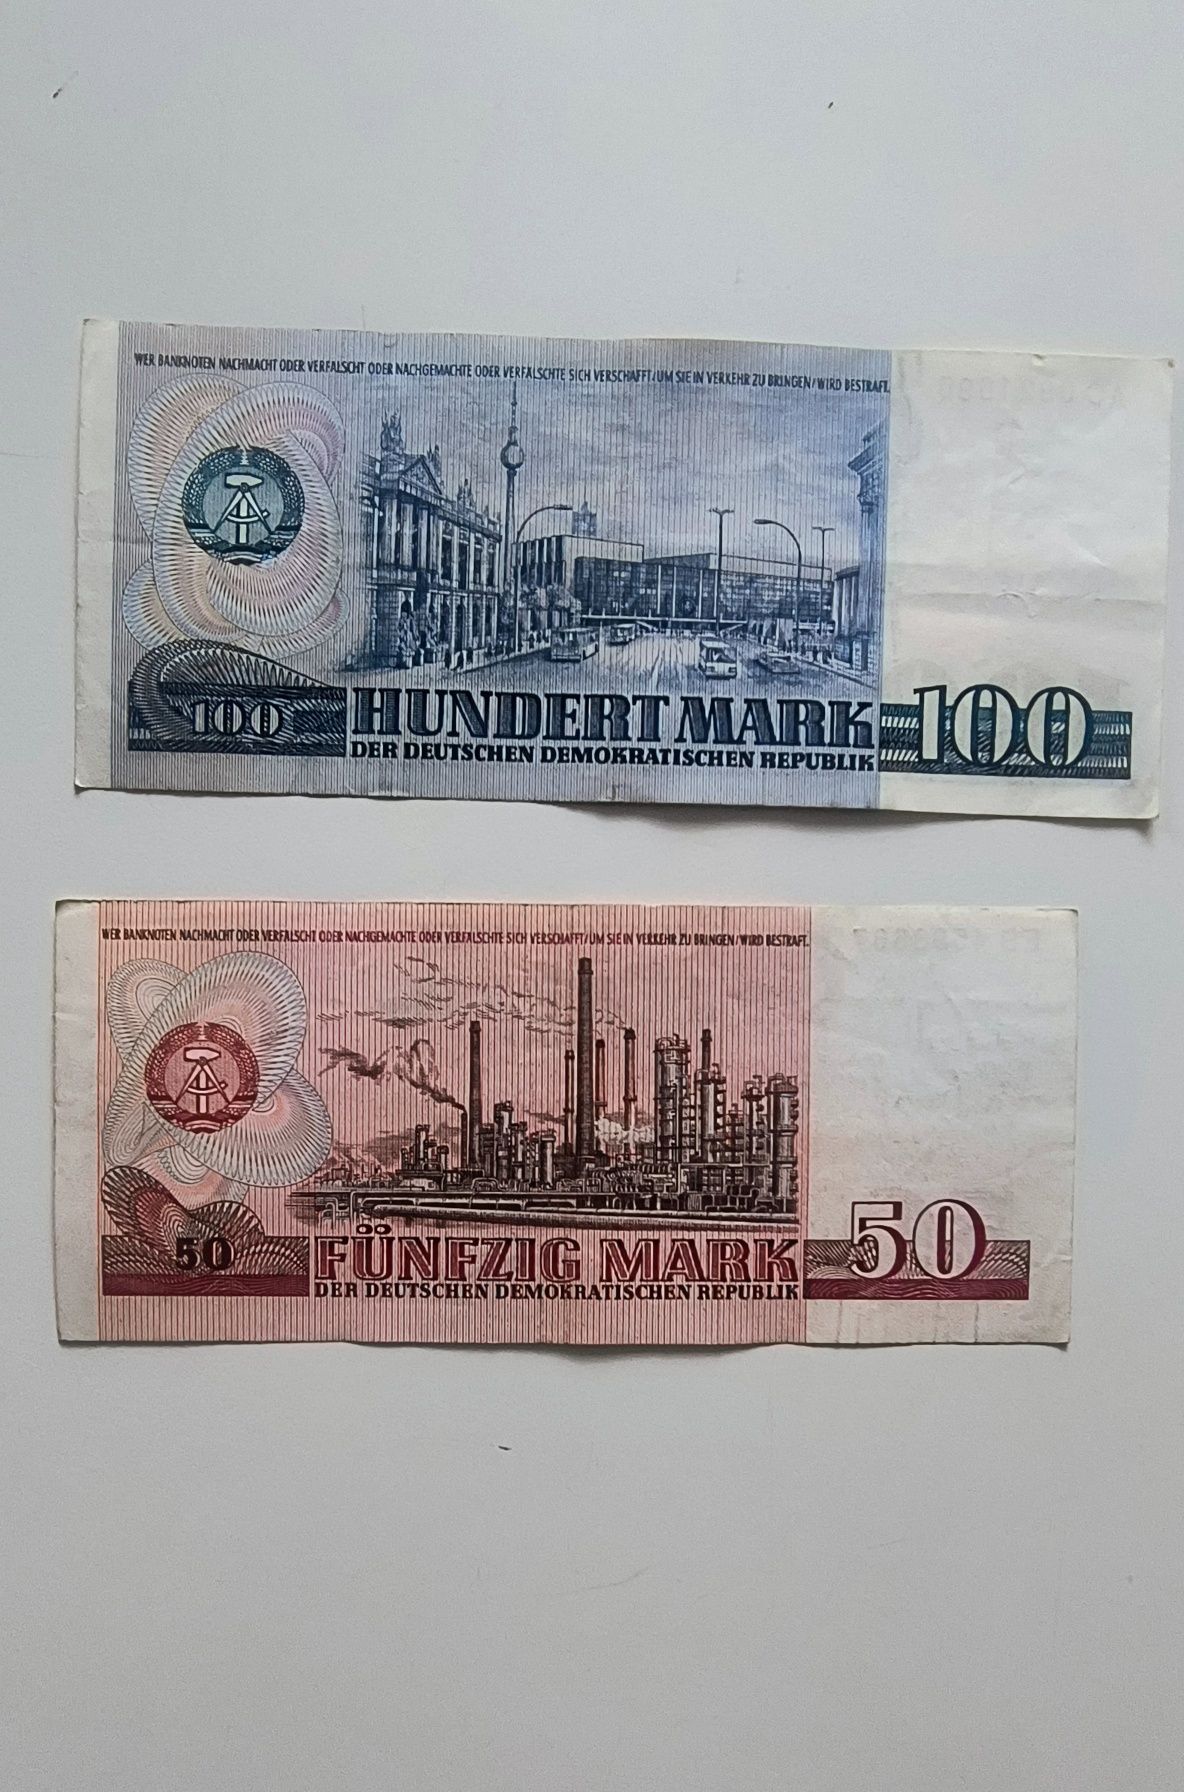 WER BANKNOTEN NACHMACHT ODER VERFÄLSCHT ODER NACHGEMACHTE ODER VERFÄLSCHTE SICH VERSCHAFFT/UM SIE IN VERKEHR ZU BRINGEN/WIRD BESTRAFT.
100
HUNDERT MARK
100
DER DEUTSCHEN DEMOKRATISCHEN REPUBLIK
WER BANKNOTEN NACHMACHT ODER VERFÄLSCHT ODER NACHGEMACHTE ODER VERFÄLSCHTE SICH VERSCHAFFT/UM SIE IN VERKEHR ZU BRINGEN/WIRD BESTRAFT.
50
FÜNFZIG MARK
50
DER DEUTSCHEN DEMOKRATISCHEN REPUBLIK